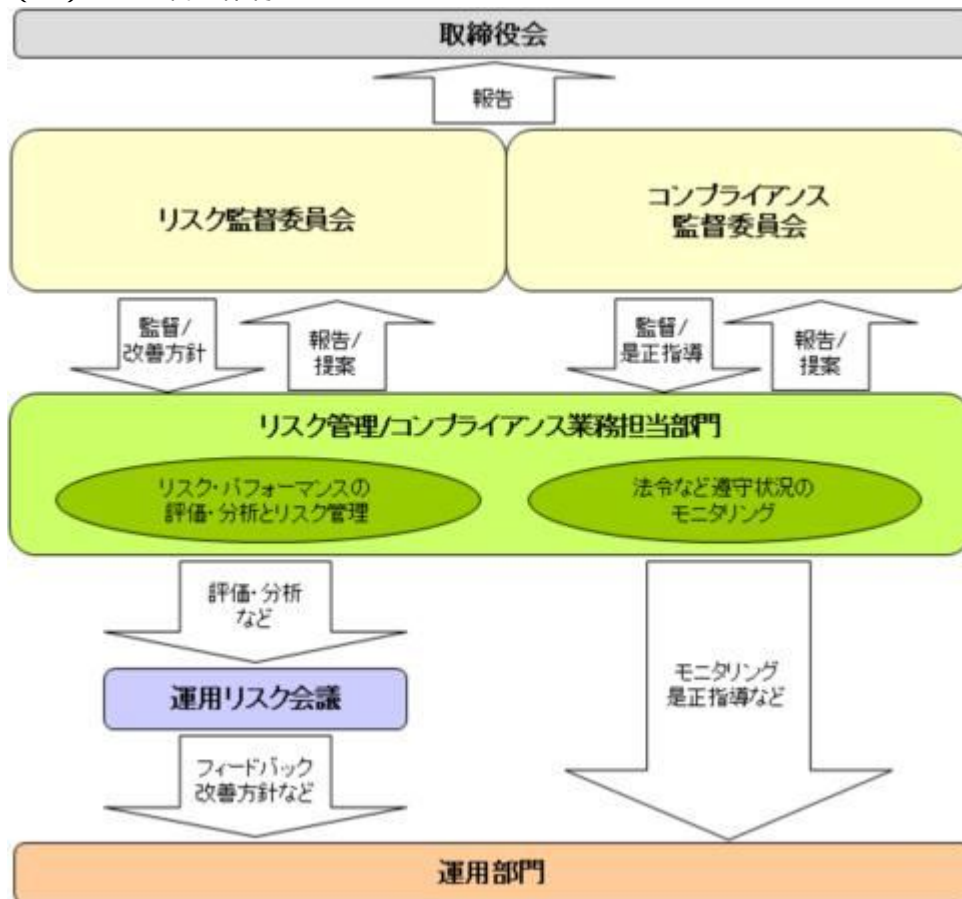 取締役会
報告
リスク監督委員会
コンプライアンス
監督委員会
監督/
改善方針
報告/
提案
監督/
是正指導
報告/
提案
リスク管理/コンプライアンス業務担当部門
リスク・パフォーマンスの
評価・分析とリスク管理
法令など遵守状況の
モニタリング
評価・分析
など
運用リスク会議
モニタリング
是正指導など
フィードバック
改善方針など
運用部門